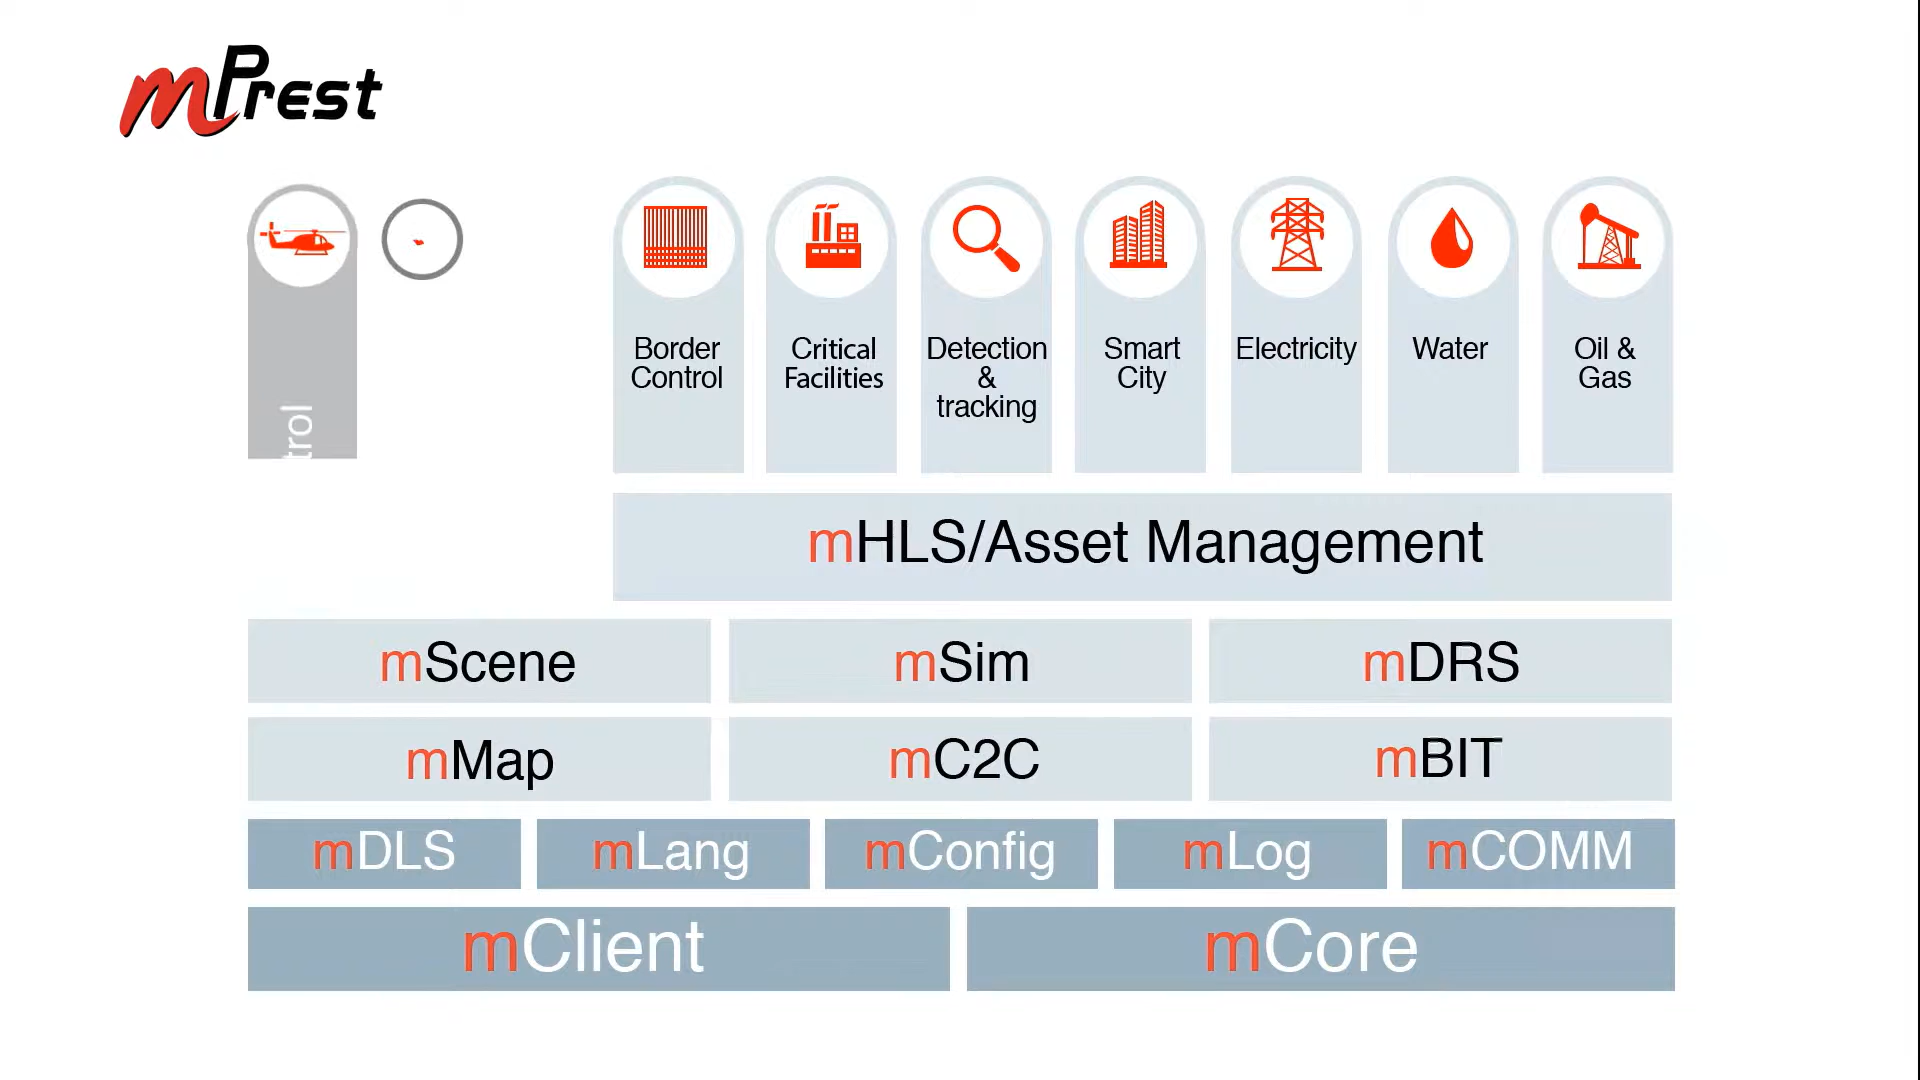 mPrest
Border
Control
Critical
Facilities
Detection
&
tracking
Smart
City
Electricity
Water
Oil &
Gas
trol
mHLS/Asset Management
mScene
mSim
mDRS
mMap
mC2C
mBIT
mDLS
mLang
mConfig
mLog
mCOMM
mClient
mCore